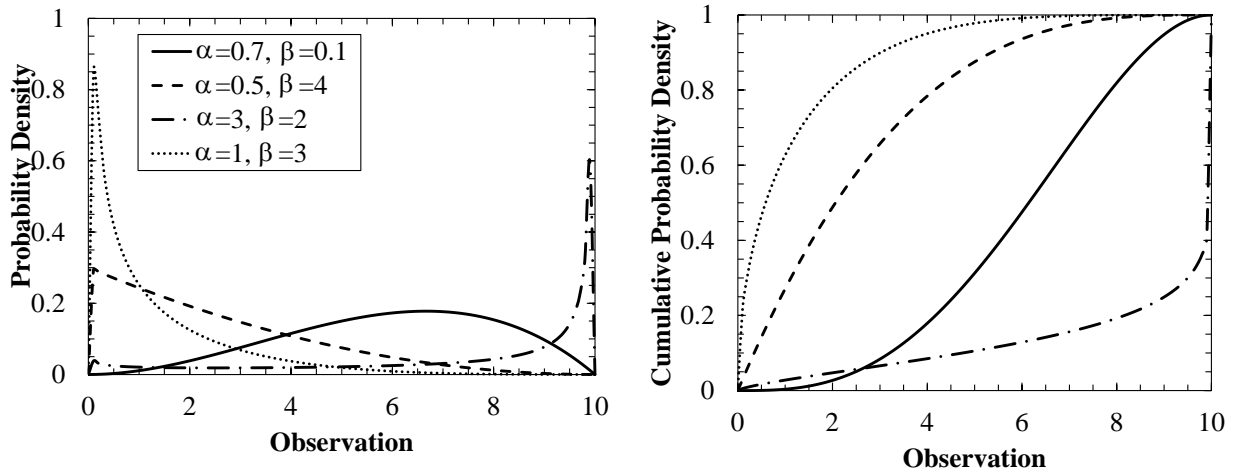 1
0.8
0.6
0.4
0.2
0
Probability Density
α=0.7, β=0.1
α=0.5, β=4
α=3, β=2
α=1, β=3
0 2 4 6 8 10
Observation
1
0.8
0.6
0.4
0.2
0
Cumulative Probability Density
0 2 4 6 8 10
Observation